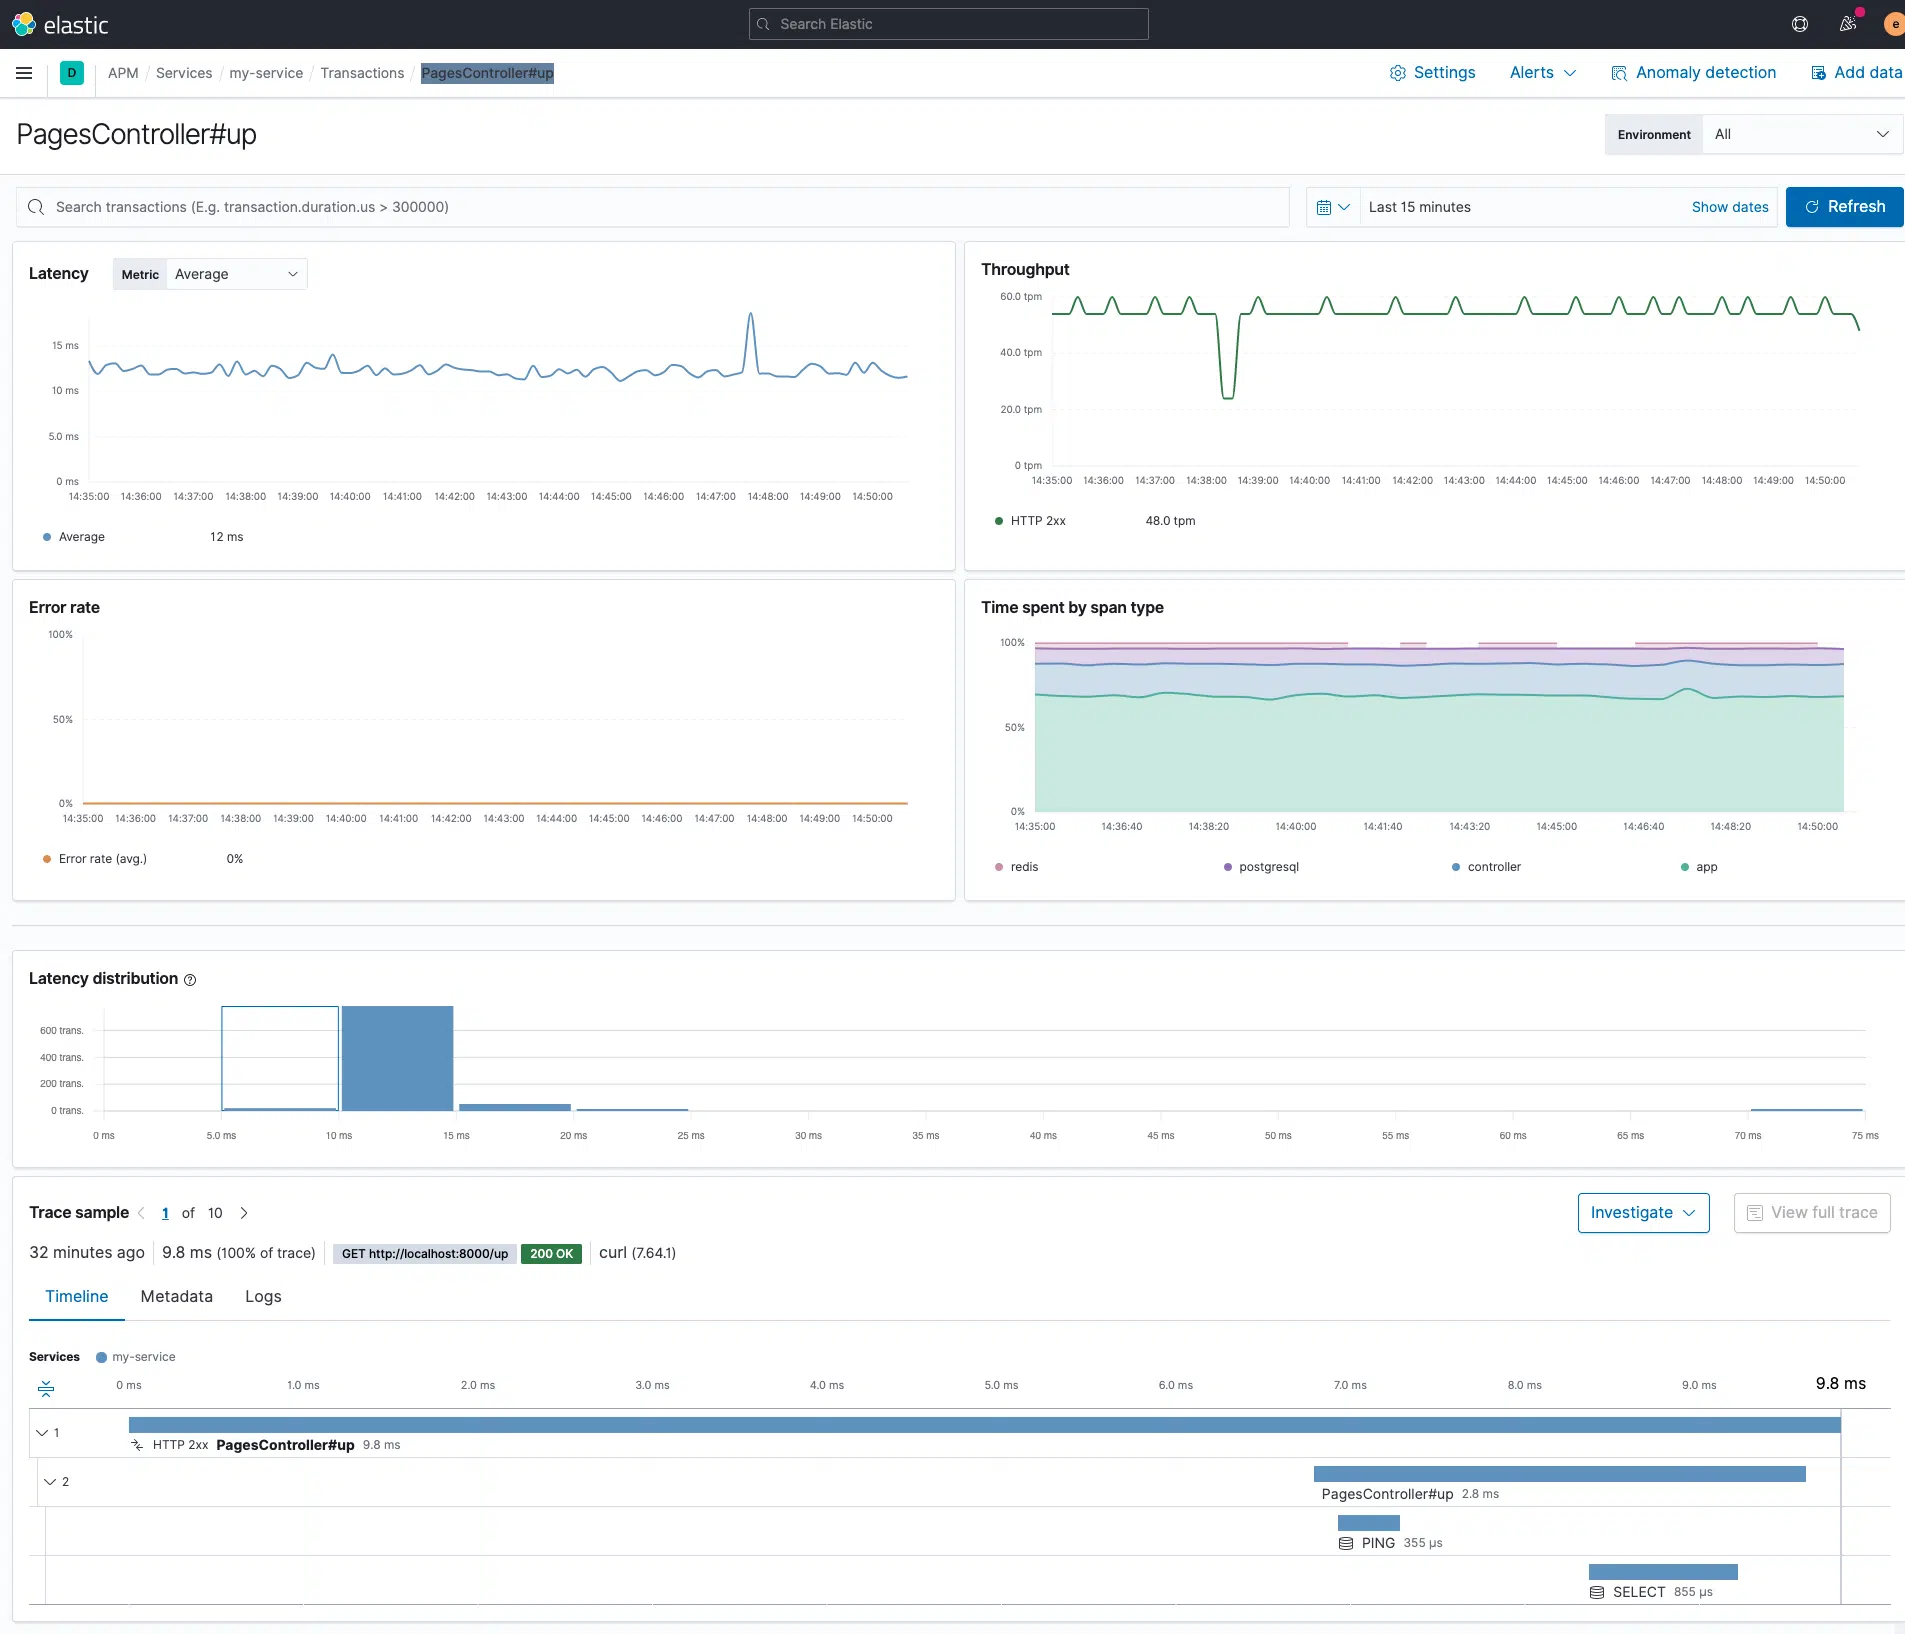 elastic
Search Elastic
e
D APM / Services / my-service / Transactions / PagesController#up
Settings Alerts Anomaly detection Add data
PagesController#up
Environment All
Search transactions (E.g. transaction.duration.us > 300000)
Last 15 minutes Show dates Refresh
Latency Metric Average
15 ms
10 ms
5.0 ms
0 ms
14:35:00 14:36:00 14:37:00 14:38:00 14:39:00 14:40:00 14:41:00 14:42:00 14:43:00 14:44:00 14:45:00 14:46:00 14:47:00 14:48:00 14:49:00 14:50:00
Average 12 ms
Throughput
60.0 tpm
40.0 tpm
20.0 tpm
0 tpm
14:35:00 14:36:00 14:37:00 14:38:00 14:39:00 14:40:00 14:41:00 14:42:00 14:43:00 14:44:00 14:45:00 14:46:00 14:47:00 14:48:00 14:49:00 14:50:00
HTTP 2xx 48.0 tpm
Error rate
100%
50%
0%
14:35:00 14:36:00 14:37:00 14:38:00 14:39:00 14:40:00 14:41:00 14:42:00 14:43:00 14:44:00 14:45:00 14:46:00 14:47:00 14:48:00 14:49:00 14:50:00
Error rate (avg.) 0%
Time spent by span type
100%
50%
0%
14:35:00 14:36:40 14:38:20 14:40:00 14:41:40 14:43:20 14:45:00 14:46:40 14:48:20 14:50:00
redis postgresql controller app
Latency distribution
600 trans.
400 trans.
200 trans.
0 trans.
0 ms 5.0 ms 10 ms 15 ms 20 ms 25 ms 30 ms 35 ms 40 ms 45 ms 50 ms 55 ms 60 ms 65 ms 70 ms 75 ms
Trace sample 1 of 10
Investigate View full trace
32 minutes ago 9.8 ms (100% of trace) GET http://localhost:8000/up 200 OK curl (7.64.1)
Timeline Metadata Logs
Services my-service
0 ms 1.0 ms 2.0 ms 3.0 ms 4.0 ms 5.0 ms 6.0 ms 7.0 ms 8.0 ms 9.0 ms 9.8 ms
1
HTTP 2xx PagesController#up 9.8 ms
2
PagesController#up 2.8 ms
PING 355 μs
SELECT 855 μs